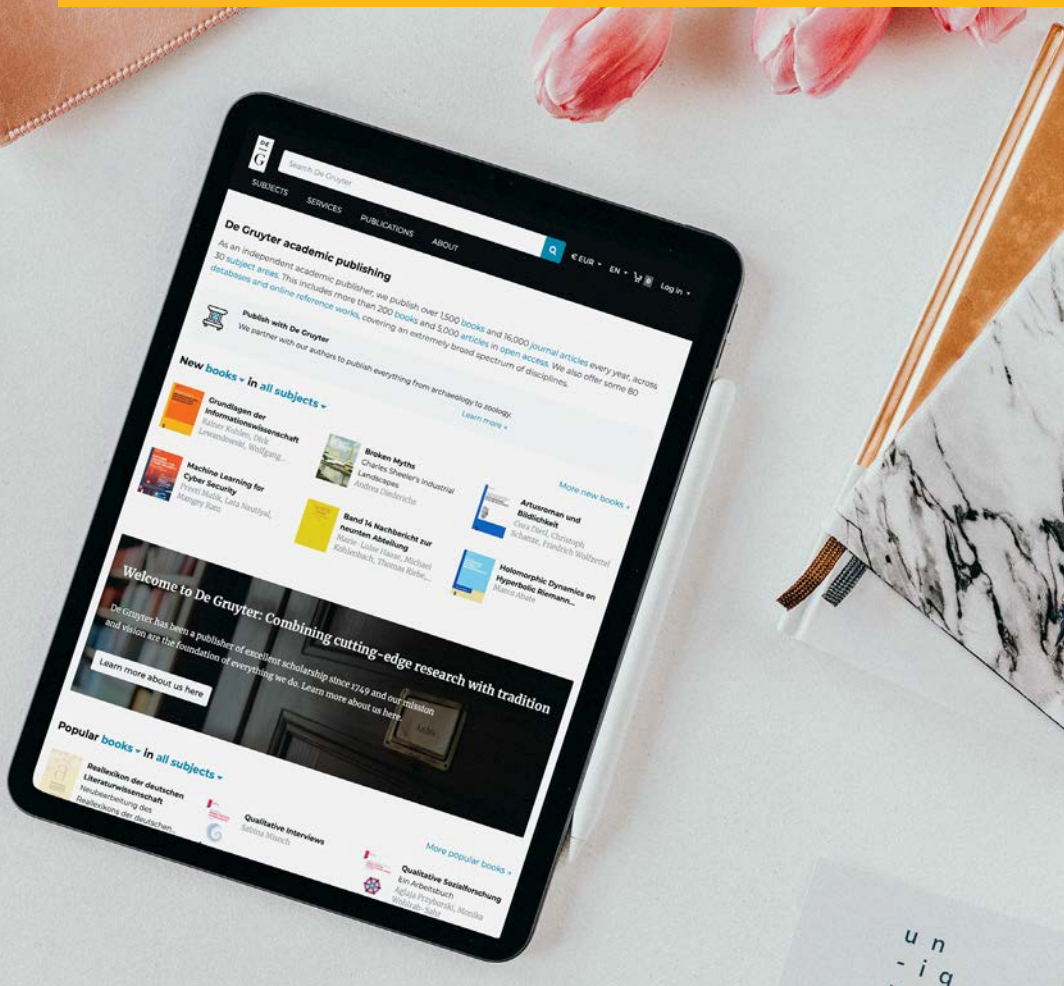 DE
G
Search De Gruyter
€ EUR
EN
0
Log in
SUBJECTS
SERVICES
PUBLICATIONS
ABOUT
De Gruyter academic publishing
As an independent academic publisher, we publish over 1,500 books and 16,000 journal articles every year, across
30 subject areas. This includes more than 200 books and 5,000 articles in open access. We also offer some 80
databases and online reference works, covering an extremely broad spectrum of disciplines.
Publish with De Gruyter
We partner with our authors to publish everything from archaeology to zoology.
Learn more »
New books in all subjects
Grundlagen der
Informationswissenschaft
Rainer Kuhlen, Dirk
Lewandowski, Wolfgang...
Broken Myths
Charles Sheeler's Industrial
Landscapes
Andrea Diederichs
More new books »
Artusroman und
Bildlichkeit
Cora Dietl, Christoph
Schanze, Friedrich Wolfzettel
Machine Learning for
Cyber Security
Preeti Malik, Lata Nautiyal,
Mangey Ram
Band 14 Nachbericht zur
neunten Abteilung
Marie-Luise Haase, Michael
Kohlenbach, Thomas Riebe,...
Holomorphic Dynamics on
Hyperbolic Riemann...
Marco Abate
Welcome to De Gruyter: Combining cutting-edge research with tradition
De Gruyter has been a publisher of excellent scholarship since 1749 and our mission
and vision are the foundation of everything we do. Learn more about us here.
Learn more about us here
Popular books in all subjects
More popular books »
Reallexikon der deutschen
Literaturwissenschaft
Neubearbeitung des
Reallexikons der deutschen...
Qualitative Interviews
Sabina Misoch
Qualitative Sozialforschung
Ein Arbeitsbuch
Aglaja Przyborski, Monika
Wohlrab-Sahr
un
-iq